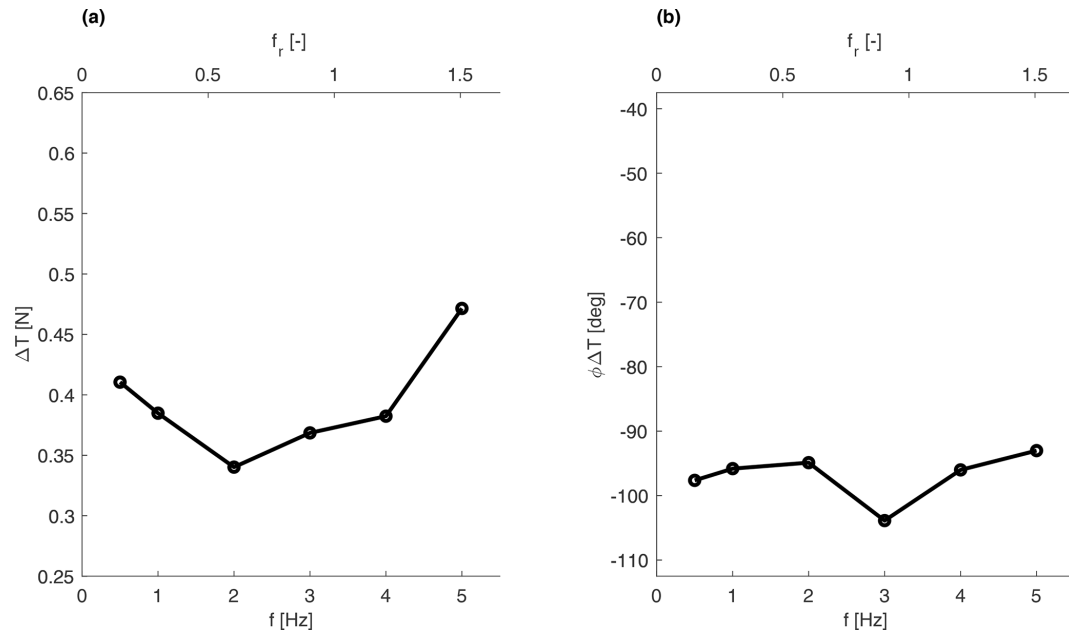 (a)
f_r [-]
0 0.5 1 1.5
0.65
0.6
0.55
0.5
0.45
0.4
0.35
0.3
0.25
ΔT [N]
0 1 2 3 4 5
f [Hz]
(b)
f_r [-]
0 0.5 1 1.5
-40
-50
-60
-70
-80
-90
-100
-110
ϕΔT [deg]
0 1 2 3 4 5
f [Hz]